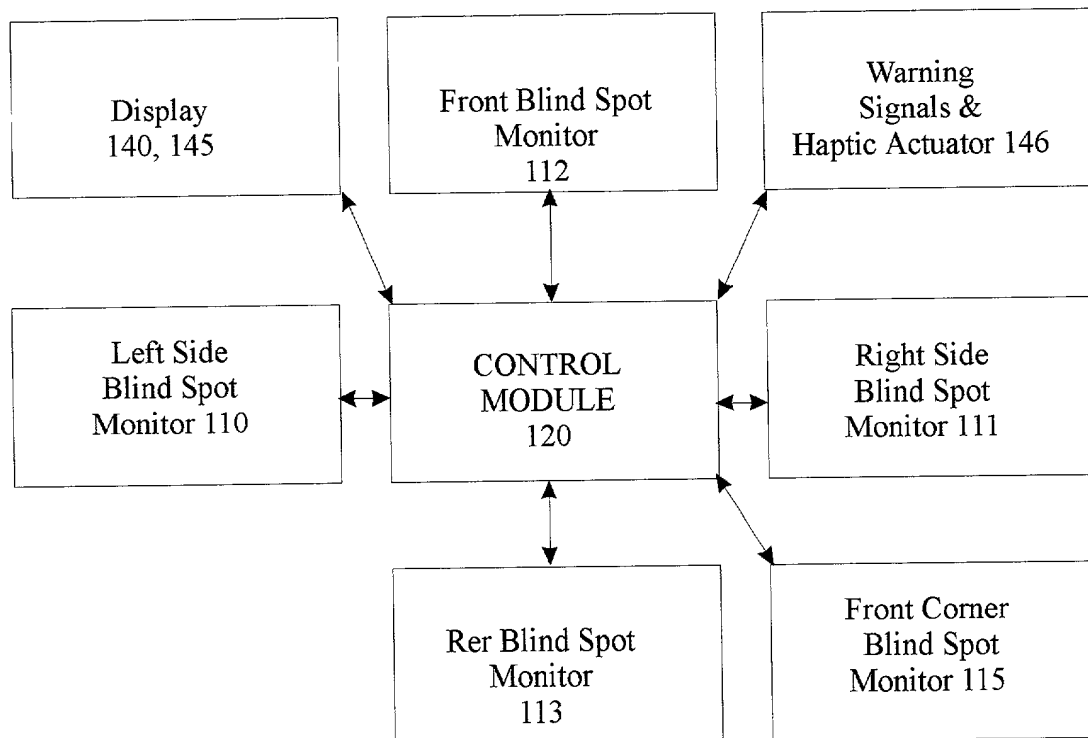 Display
140, 145
Front Blind Spot
Monitor
112
Warning
Signals &
Haptic Actuator 146
Left Side
Blind Spot
Monitor 110
CONTROL
MODULE
120
Right Side
Blind Spot
Monitor 111
Rer Blind Spot
Monitor
113
Front Corner
Blind Spot
Monitor 115